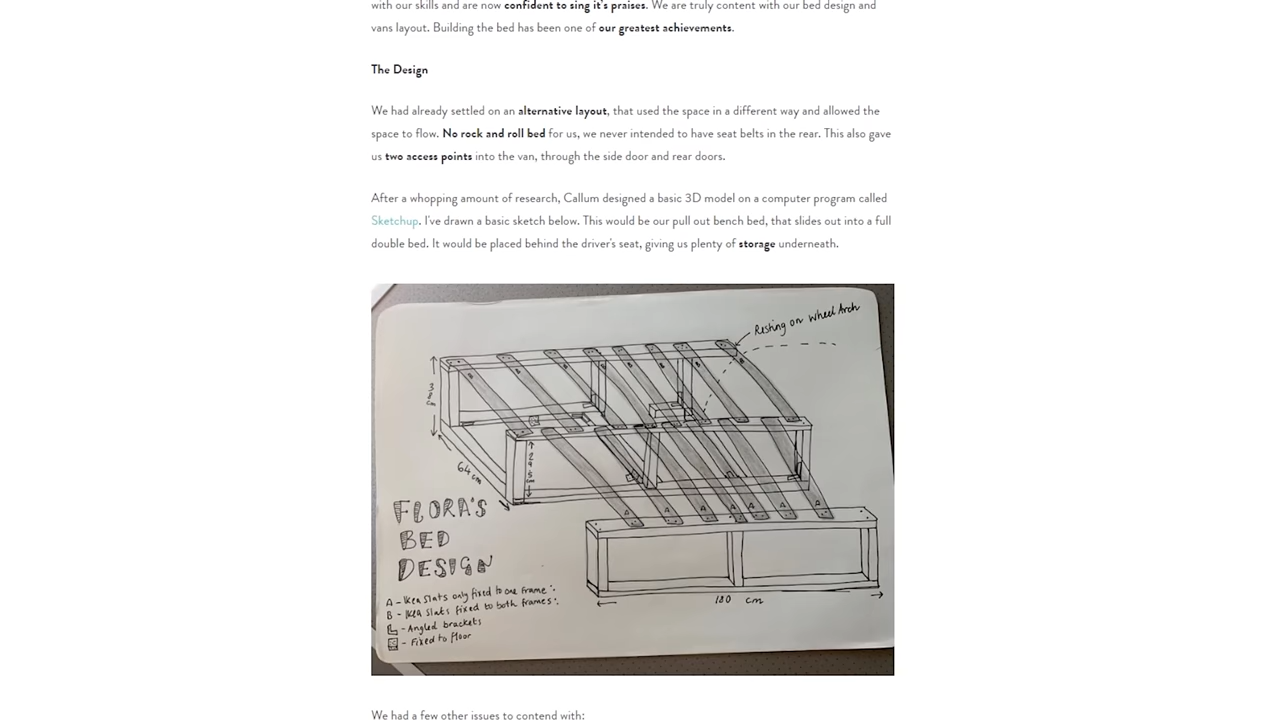 with our skills and are now confident to sing it's praises. We are truly content with our bed design and
vans layout. Building the bed has been one of our greatest achievements.
The Design
We had already settled on an alternative layout, that used the space in a different way and allowed the
space to flow. No rock and roll bed for us, we never intended to have seat belts in the rear. This also gave
us two access points into the van, through the side door and rear doors.
After a whopping amount of research, Callum designed a basic 3D model on a computer program called
Sketchup. I've drawn a basic sketch below. This would be our pull out bench bed, that slides out into a full
double bed. It would be placed behind the driver's seat, giving us plenty of storage underneath.
Resting on Wheel Arch
64 cm
FLORA'S
BED
DESIGN
A - Ikea Slats only fixed to one frame
B - IKEA Slats fixed to both frames
- Angled brackets
- Fixed to floor
180 cm
We had a few other issues to contend with: